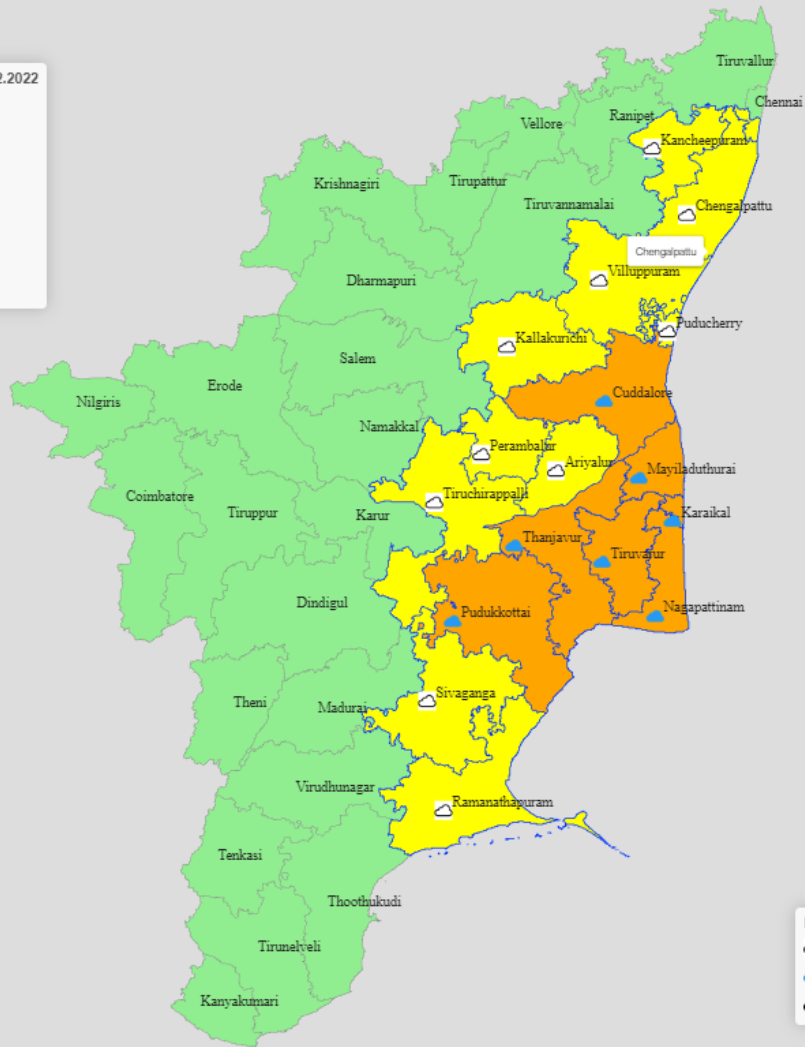 Tiruvallur
2.2022
Chennai
Ranipet
Vellore
Kancheepuram
Tirupattur
Krishnagiri
Tiruvannamalai
Chengalpattu
Chengalpattu
Villuppuram
Dharmapuri
Puducherry
Kallakurichi
Salem
Erode
Cuddalore
Nilgiris
Namakkal
Perambalur
Ariyalur
Mayiladuthurai
Coimbatore
Tiruchirappalli
Tiruppur
Karur
Karaikal
Thanjavur
Tiruvarur
Dindigul
Nagapattinam
Pudukkottai
Sivaganga
Theni
Madurai
Virudhunagar
Ramanathapuram
Tenkasi
Thoothukudi
Tirunelveli
Kanyakumari